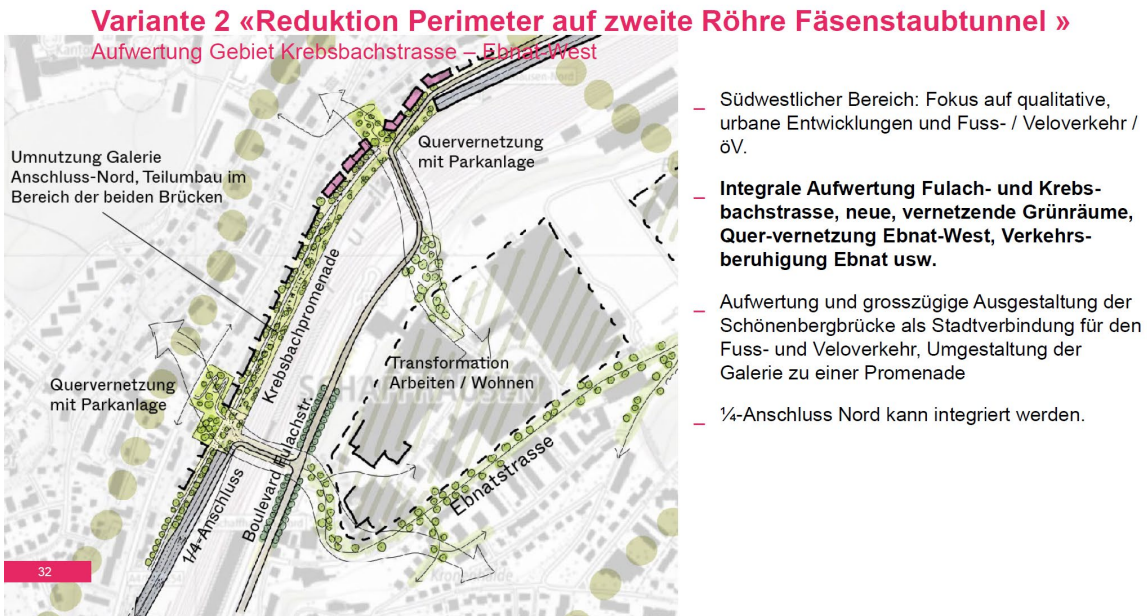 Variante 2 «Reduktion Perimeter auf zweite Röhre Fäsenstaubtunnel »
Aufwertung Gebiet Krebsbachstrasse – Ebnat-West
Umnutzung Galerie
Anschluss-Nord, Teilumbau im
Bereich der beiden Brücken
Quervernetzung
mit Parkanlage
Krebsbachpromenade
Quervernetzung
mit Parkanlage
Transformation
Arbeiten / Wohnen
SCHAFFHAUSEN
Boulevard Fulachstr.
1/4-Anschluss
Ebnatstrasse
32
_ Südwestlicher Bereich: Fokus auf qualitative,
urbane Entwicklungen und Fuss- / Veloverkehr /
öV.
_ Integrale Aufwertung Fulach- und Krebs-
bachstrasse, neue, vernetzende Grünräume,
Quer-vernetzung Ebnat-West, Verkehrs-
beruhigung Ebnat usw.
_ Aufwertung und grosszügige Ausgestaltung der
Schönenbergbrücke als Stadtverbindung für den
Fuss- und Veloverkehr, Umgestaltung der
Galerie zu einer Promenade
_ ¼-Anschluss Nord kann integriert werden.